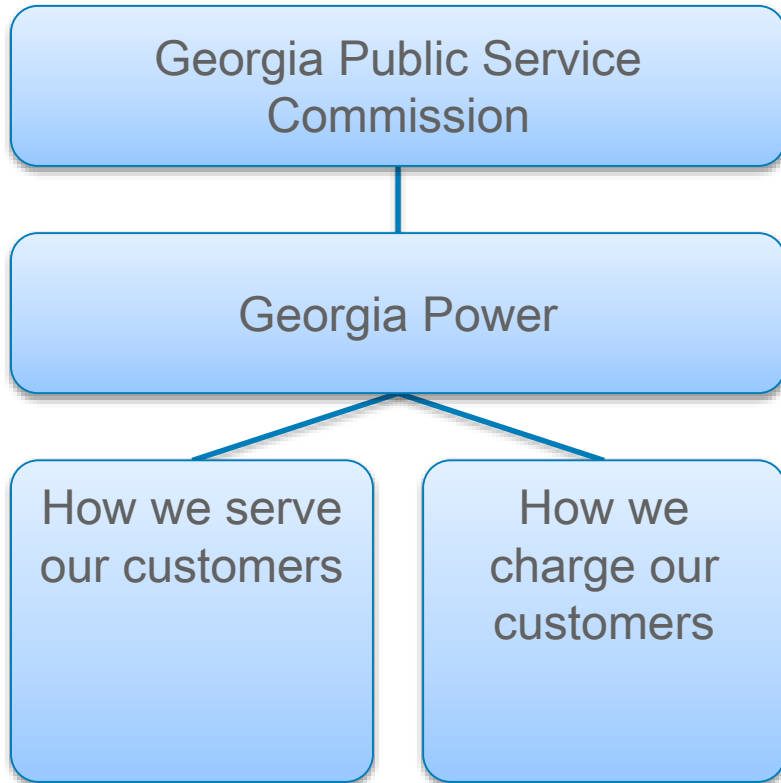 Georgia Public Service
Commission
Georgia Power
How we serve
our customers
How we
charge our
customers